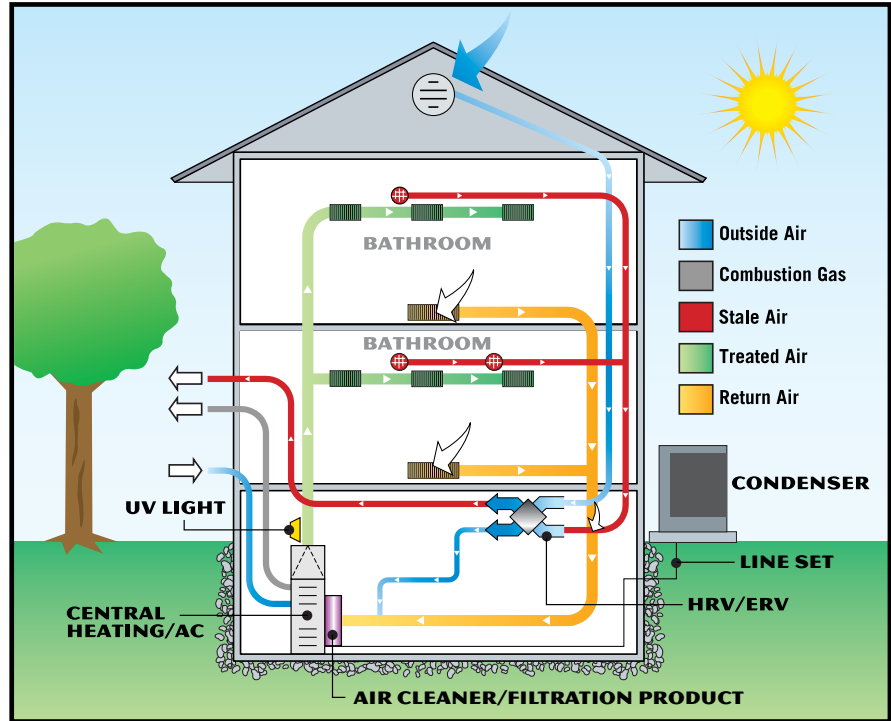 BATHROOM
BATHROOM
Outside Air
Combustion Gas
Stale Air
Treated Air
Return Air
CONDENSER
UV LIGHT
LINE SET
HRV/ERV
CENTRAL
HEATING/AC
AIR CLEANER/FILTRATION PRODUCT